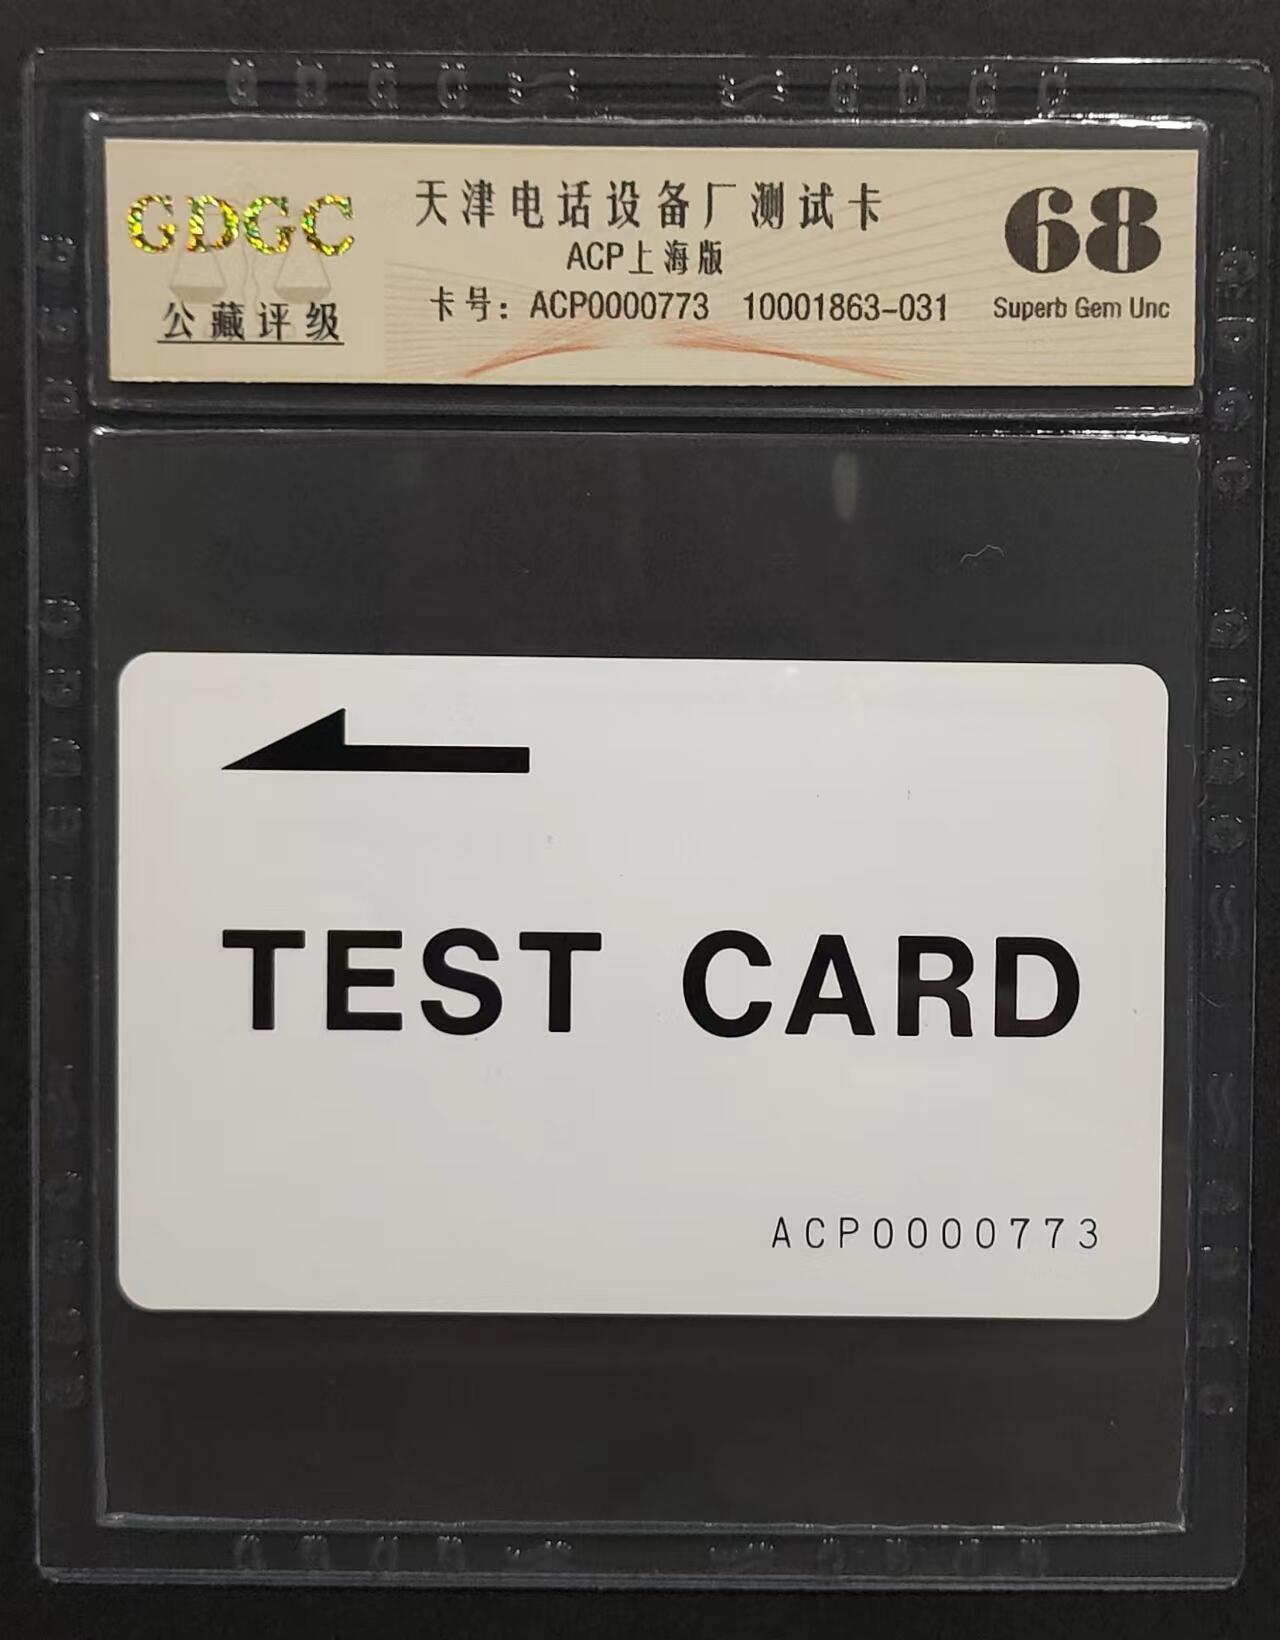 GDGC
公藏评级
天津电话设备厂测试卡
ACP上海版
卡号：ACP0000773 10001863-031
68
Superb Gem Unc
TEST CARD
ACP0000773